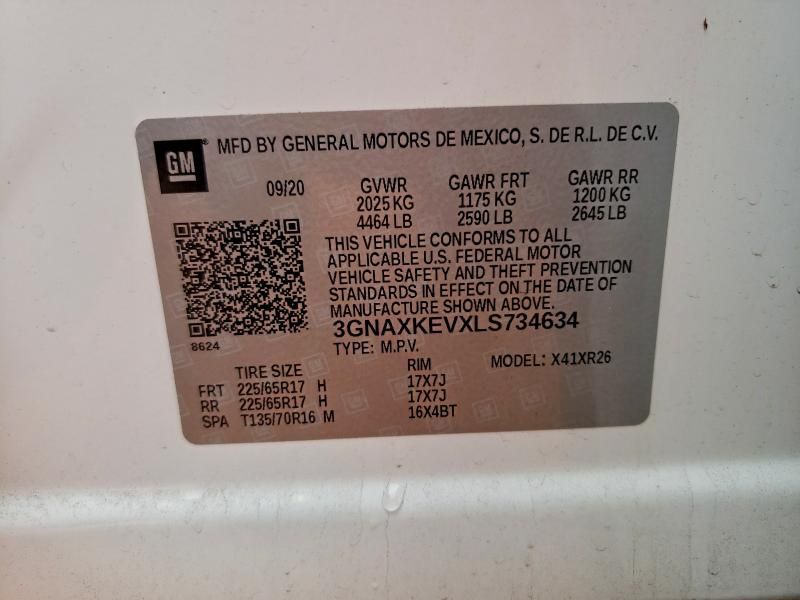 GM
MFD BY GENERAL MOTORS DE MEXICO, S. DE R.L. DE C.V.
09/20 GVWR GAWR FRT GAWR RR
2025 KG 1175 KG 1200 KG
4464 LB 2590 LB 2645 LB
THIS VEHICLE CONFORMS TO ALL
APPLICABLE U.S. FEDERAL MOTOR
VEHICLE SAFETY AND THEFT PREVENTION
STANDARDS IN EFFECT ON THE DATE OF
MANUFACTURE SHOWN ABOVE.
3GNAXKEVXLS734634
8624
TYPE: M.P.V. MODEL: X41XR26
TIRE SIZE RIM
FRT 225/65R17 H 17X7J
RR 225/65R17 H 17X7J
SPA T135/70R16 M 16X4BT